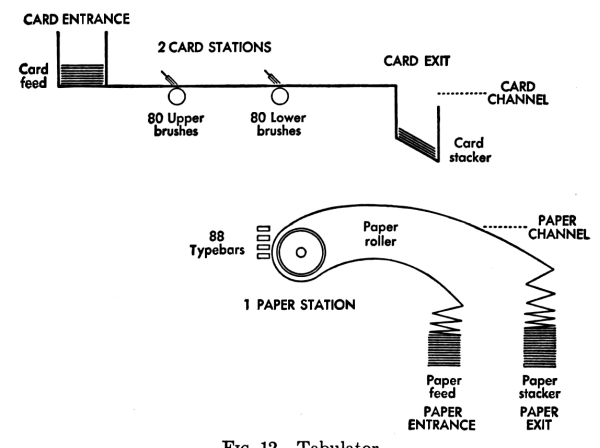 CARD ENTRANCE
2 CARD STATIONS
CARD EXIT
Card
feed
CARD
CHANNEL
80 Upper
brushes
80 Lower
brushes
Card
stacker
88
Typebars
Paper
roller
PAPER
CHANNEL
1 PAPER STATION
Paper
feed
PAPER
ENTRANCE
Paper
stacker
PAPER
EXIT
FIG. 12. Tabulator